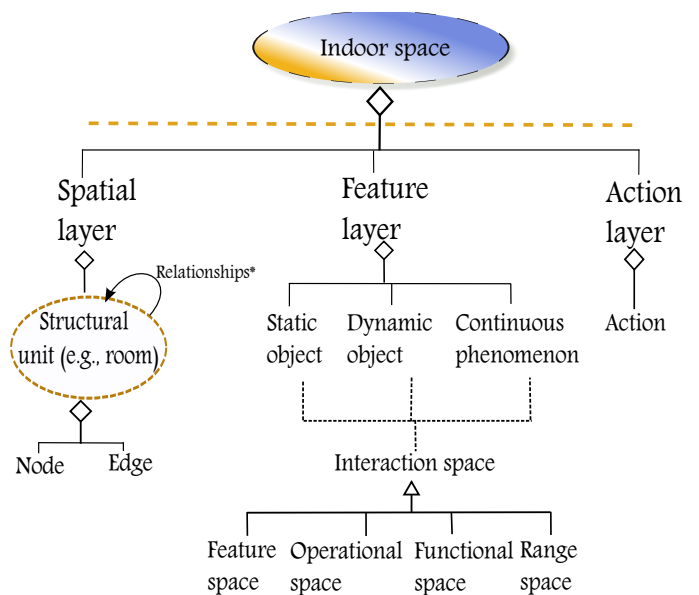 Indoor space
Spatial
layer
Feature
layer
Action
layer
Relationships*
Structural
unit (e.g., room)
Static
object
Dynamic
object
Continuous
phenomenon
Action
Node
Edge
Interaction space
Feature
space
Operational
space
Functional
space
Range
space